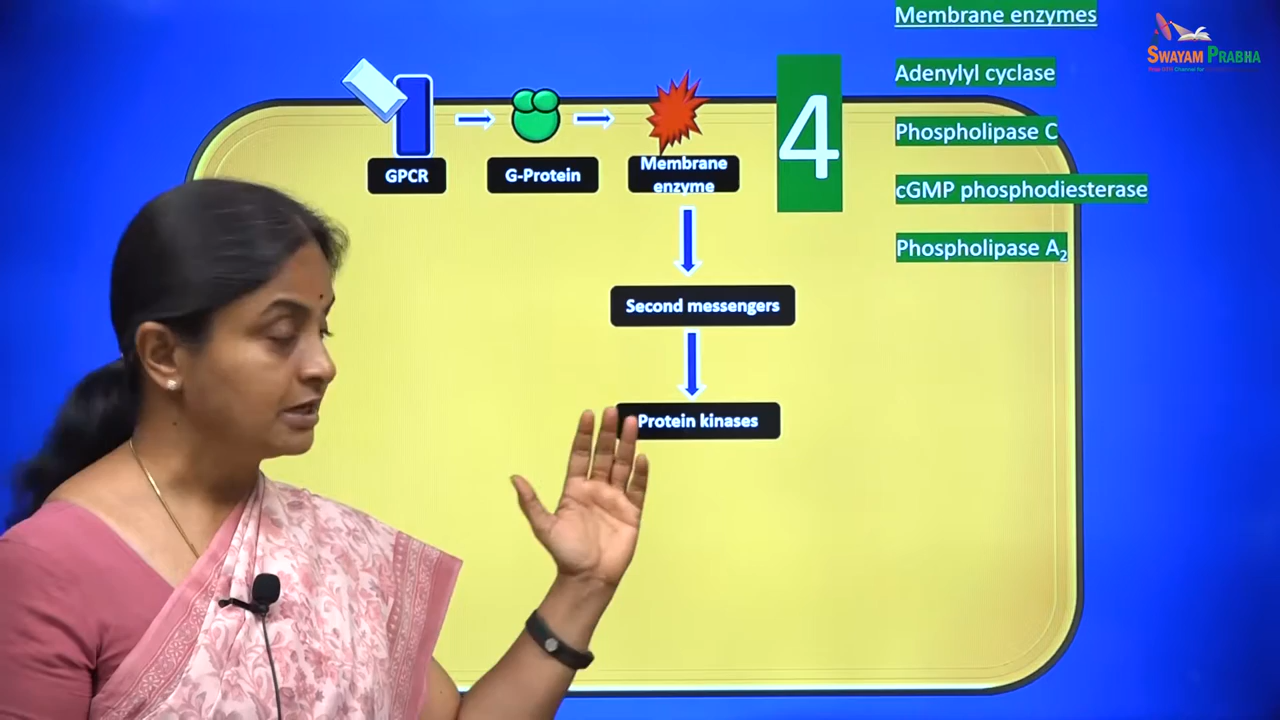 Membrane enzymes
SWAYAM PRABHA
Adenylyl cyclase
4
Phospholipase C
GPCR
G-Protein
Membrane
enzyme
cGMP phosphodiesterase
Phospholipase A₂
Second messengers
Protein kinases